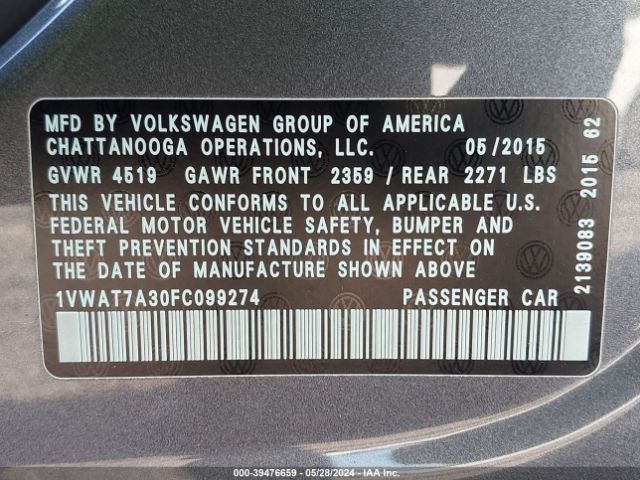 MFD BY VOLKSWAGEN GROUP OF AMERICA
CHATTANOOGA OPERATIONS, LLC. 05/2015
GVWR 4519 GAWR FRONT 2359 / REAR 2271 LBS
THIS VEHICLE CONFORMS TO ALL APPLICABLE U.S.
FEDERAL MOTOR VEHICLE SAFETY, BUMPER AND
THEFT PREVENTION STANDARDS IN EFFECT ON
THE DATE OF MANUFACTURE SHOWN ABOVE
1VWAT7A30FC099274 PASSENGER CAR
2139083 2015 62
000-39476659 - 05/28/2024 - IAAI.COM